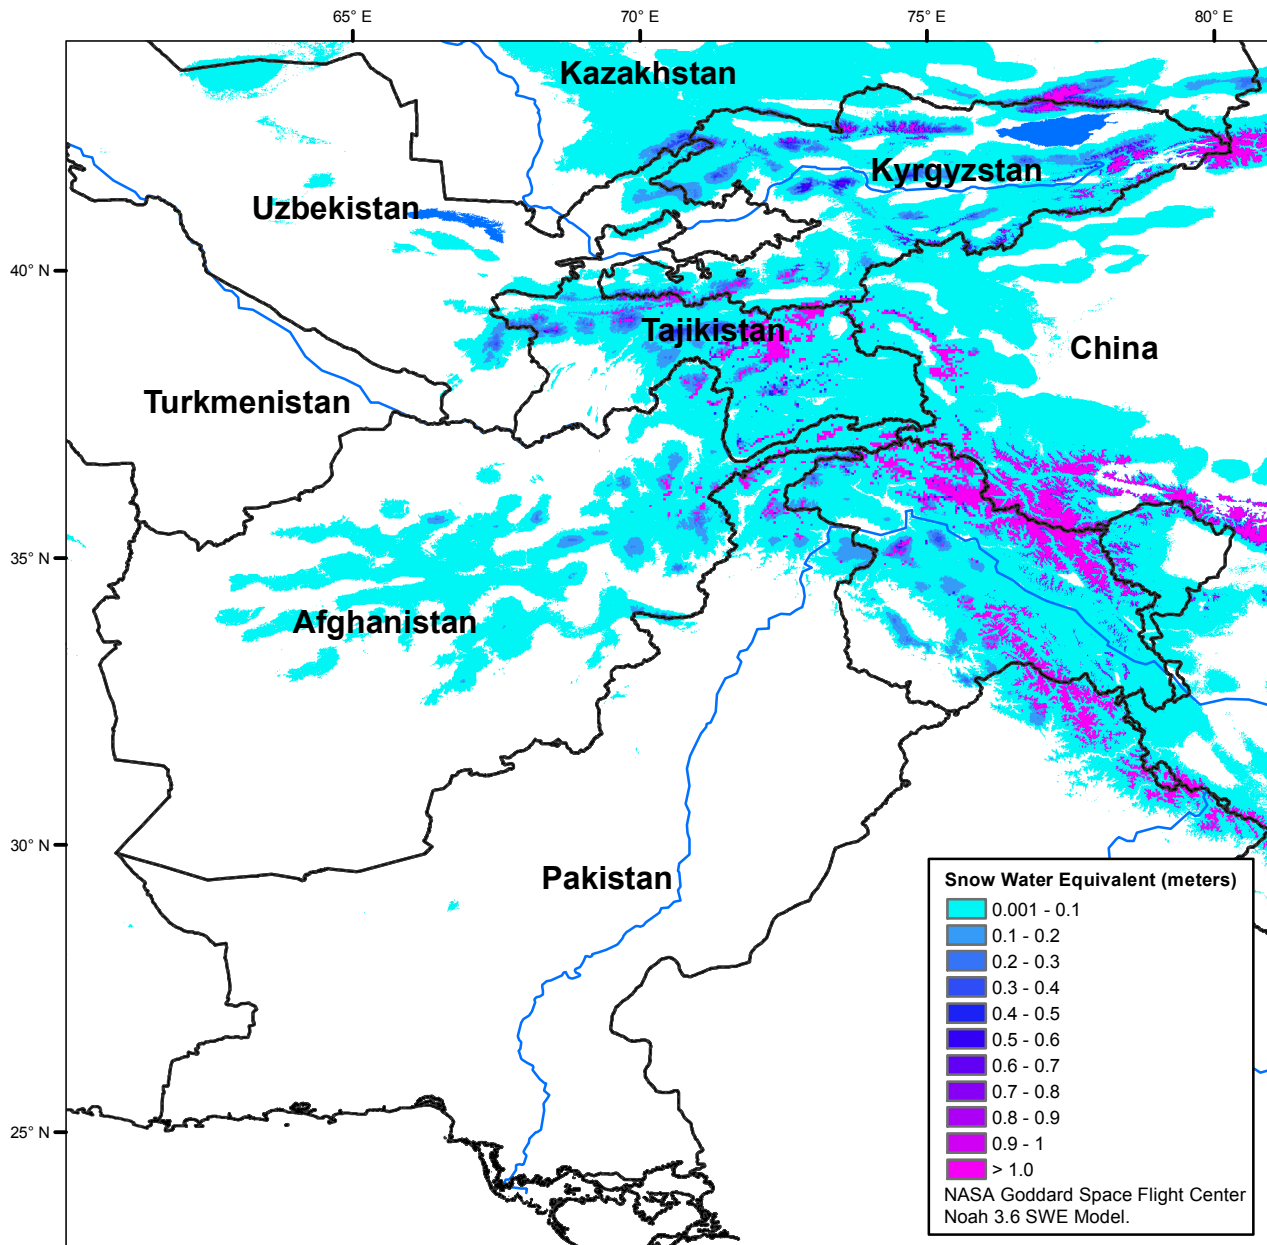 65° E
70° E
75° E
80° E
Kazakhstan
Kyrgyzstan
Uzbekistan
40° N
Tajikistan
China
Turkmenistan
35° N
Afghanistan
30° N
Pakistan
25° N
Snow Water Equivalent (meters)
0.001 - 0.1
0.1 - 0.2
0.2 - 0.3
0.3 - 0.4
0.4 - 0.5
0.5 - 0.6
0.6 - 0.7
0.7 - 0.8
0.8 - 0.9
0.9 - 1
> 1.0
NASA Goddard Space Flight Center
Noah 3.6 SWE Model.